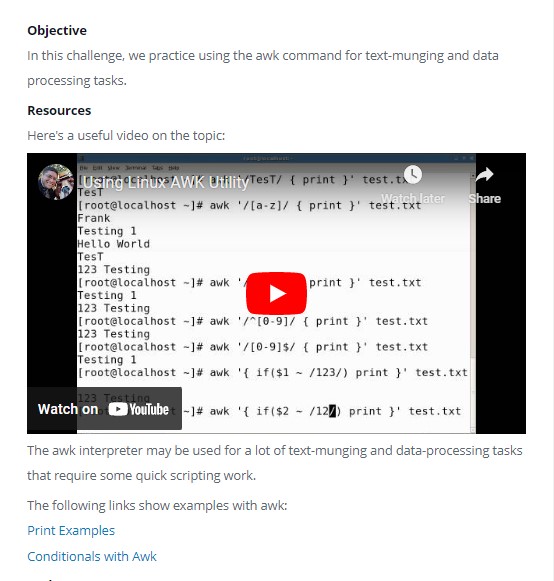 Objective
In this challenge, we practice using the awk command for text-munging and data
processing tasks.
Resources
Here's a useful video on the topic:
Using Linux AWK Utility
Watch later
Share
/TesT/ { print }' test.txt
TesT
[root@localhost ~]# awk '/[a-z]/ { print }' test.txt
Frank
Testing 1
Hello World
TesT
123 Testing
[root@localhost ~]# awk '/ print }' test.txt
Testing 1
123 Testing
[root@localhost ~]# awk '/^[0-9]/ { print }' test.txt
123 Testing
[root@localhost ~]# awk '/[0-9]$/ { print }' test.txt
Testing 1
[root@localhost ~]# awk '{ if($1 ~ /123/) print }' test.txt
123 Testing
~]# awk '{ if($2 ~ /12/) print }' test.txt
Watch on YouTube
The awk interpreter may be used for a lot of text-munging and data-processing tasks
that require some quick scripting work.
The following links show examples with awk:
Print Examples
Conditionals with Awk